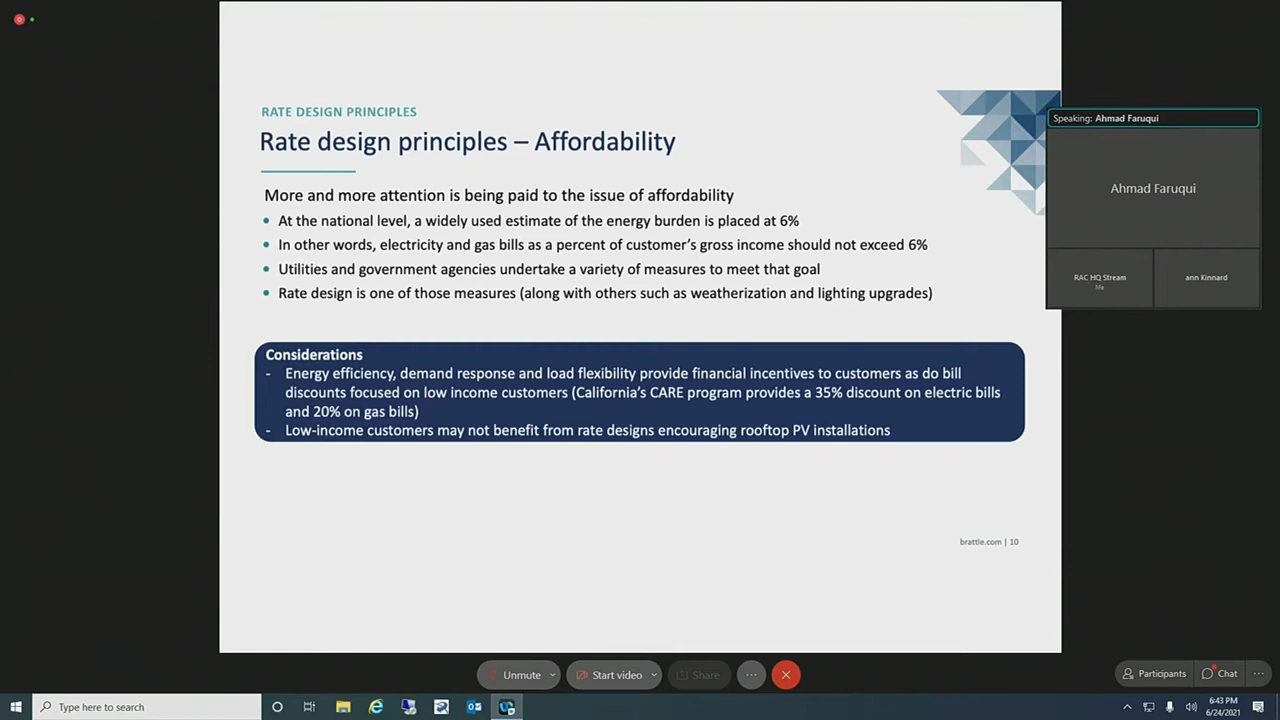 RATE DESIGN PRINCIPLES
Rate design principles – Affordability
More and more attention is being paid to the issue of affordability
• At the national level, a widely used estimate of the energy burden is placed at 6%
• In other words, electricity and gas bills as a percent of customer's gross income should not exceed 6%
• Utilities and government agencies undertake a variety of measures to meet that goal
• Rate design is one of those measures (along with others such as weatherization and lighting upgrades)
Considerations
- Energy efficiency, demand response and load flexibility provide financial incentives to customers as do bill
discounts focused on low income customers (California's CARE program provides a 35% discount on electric bills
and 20% on gas bills)
- Low-income customers may not benefit from rate designs encouraging rooftop PV installations
brattle.com | 10
Speaking: Ahmad Faruqui
Ahmad Faruqui
RAC HQ Stream
Me
ann Kinnard
Unmute
Start video
Share
Participants
Chat
Type here to search
6:43 PM
6/24/2021